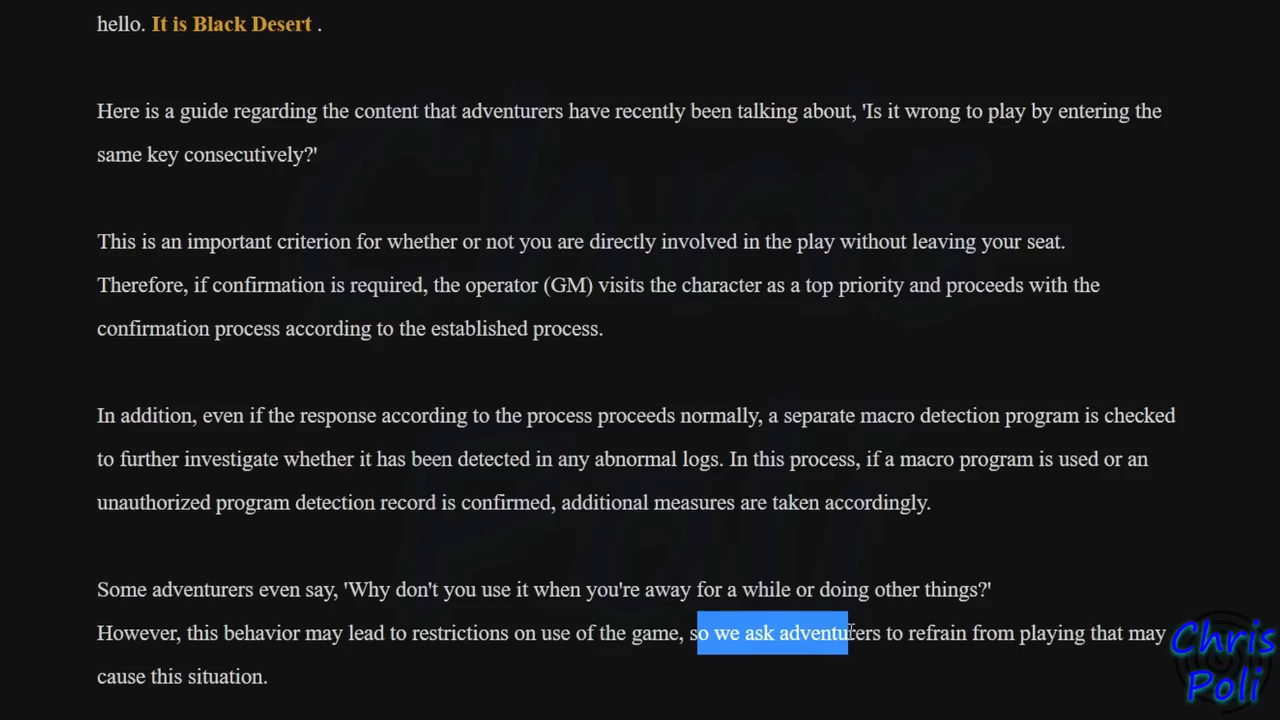 hello. It is Black Desert .
Here is a guide regarding the content that adventurers have recently been talking about, 'Is it wrong to play by entering the
same key consecutively?'
This is an important criterion for whether or not you are directly involved in the play without leaving your seat.
Therefore, if confirmation is required, the operator (GM) visits the character as a top priority and proceeds with the
confirmation process according to the established process.
In addition, even if the response according to the process proceeds normally, a separate macro detection program is checked
to further investigate whether it has been detected in any abnormal logs. In this process, if a macro program is used or an
unauthorized program detection record is confirmed, additional measures are taken accordingly.
Some adventurers even say, 'Why don't you use it when you're away for a while or doing other things?'
However, this behavior may lead to restrictions on use of the game, so we ask adventurers to refrain from playing that may
cause this situation.
Chris
Poli